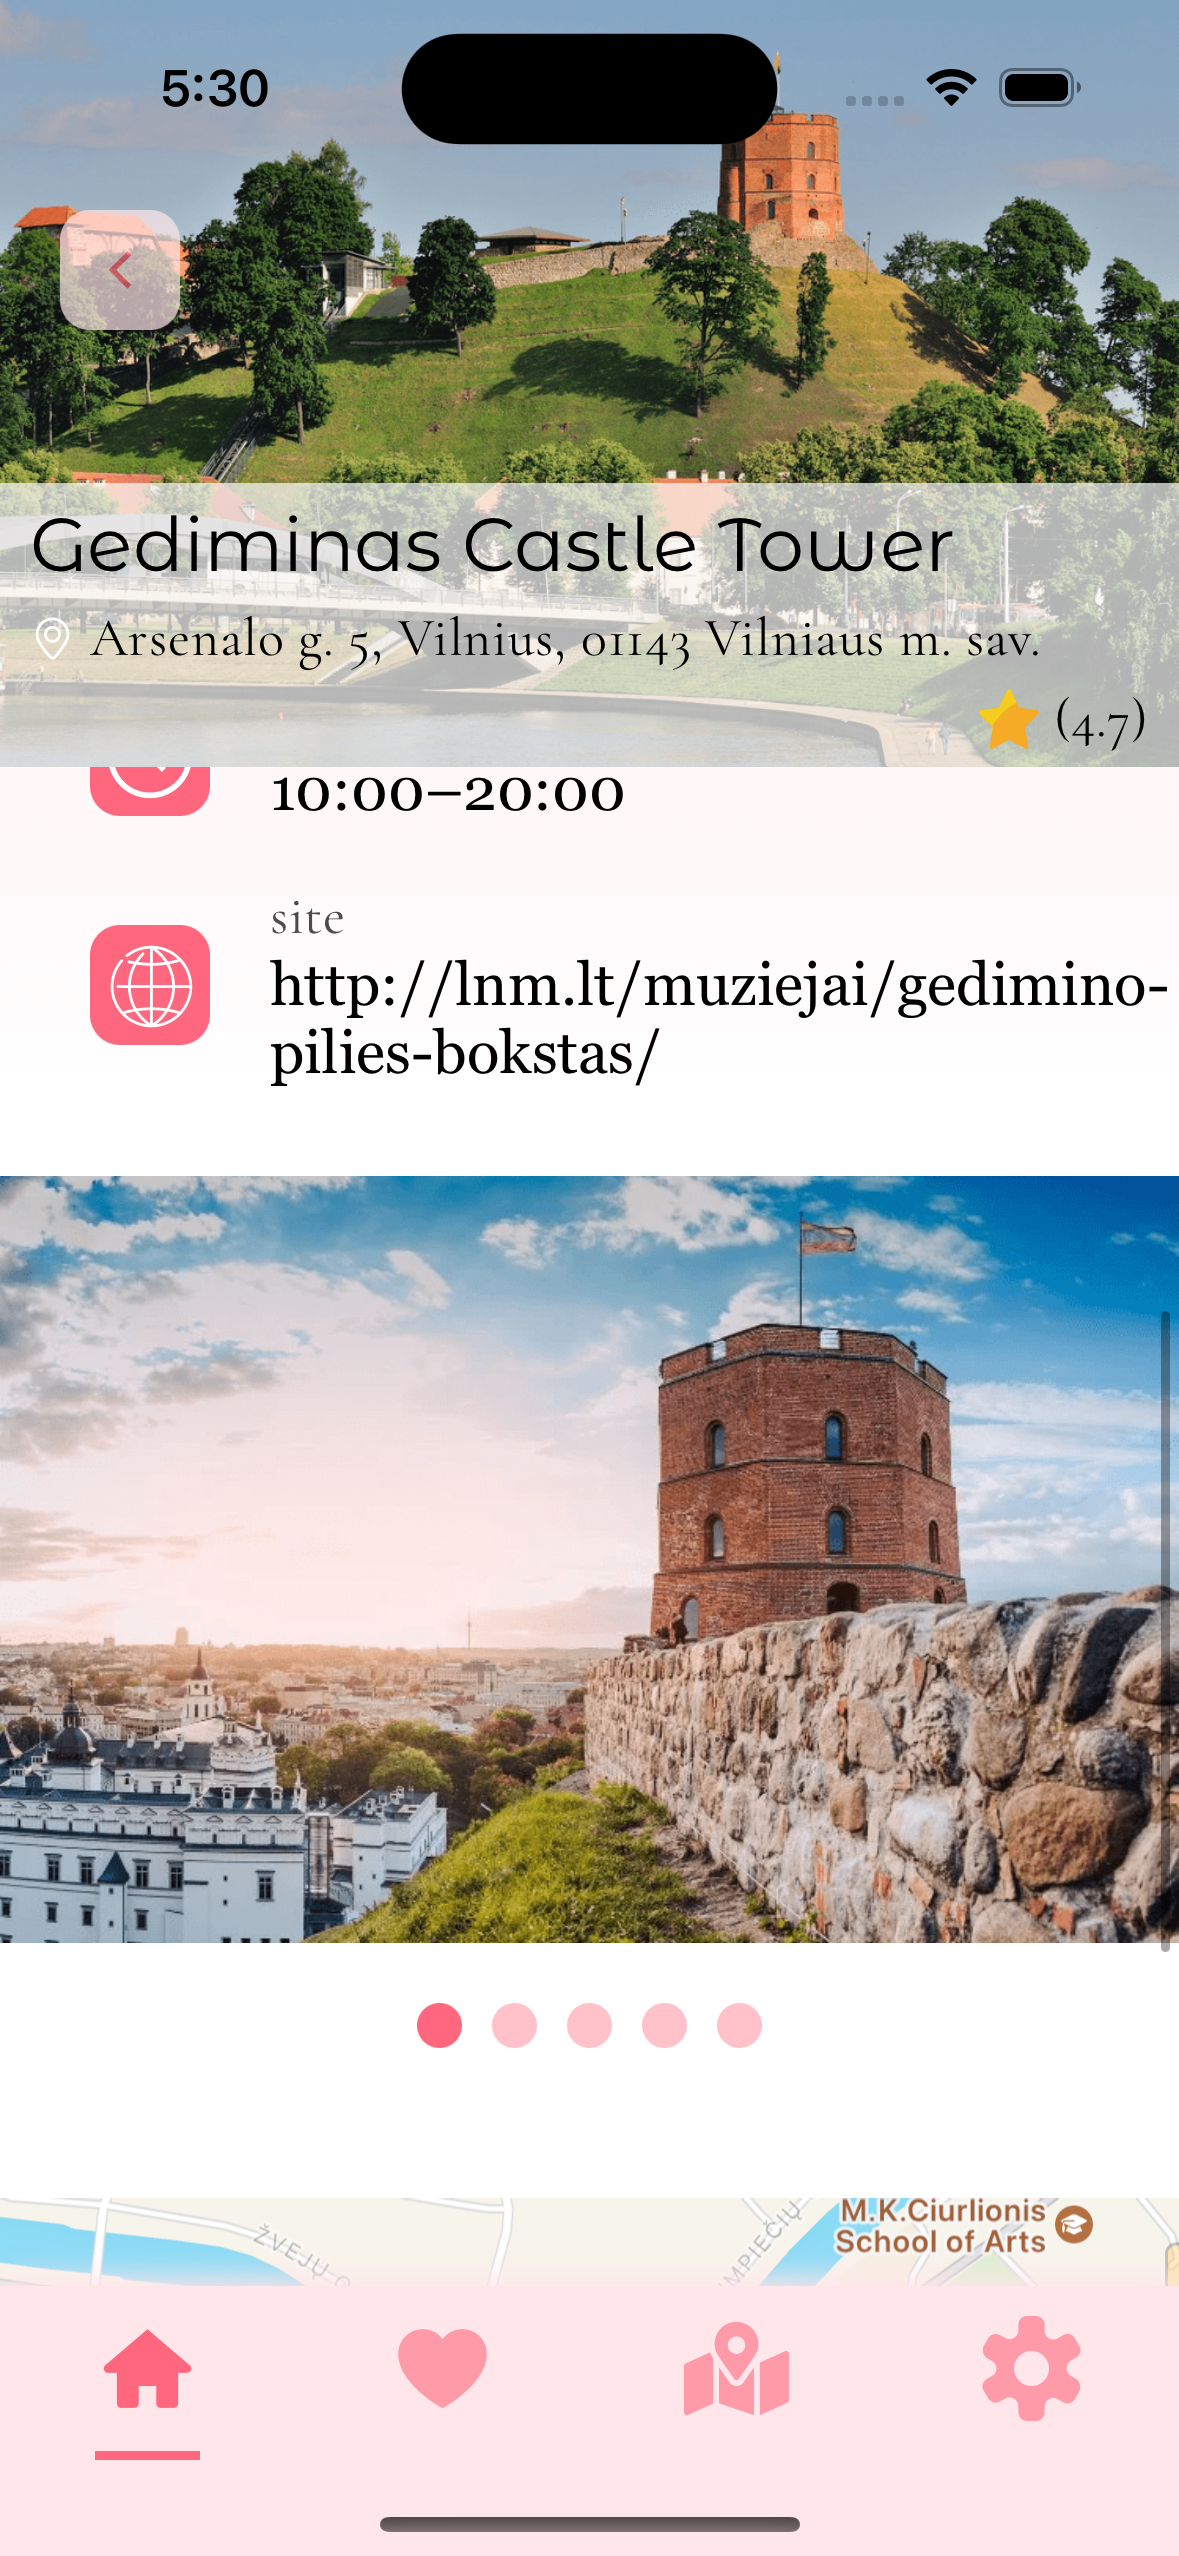 5:30
Gediminas Castle Tower
Arsenalo g. 5, Vilnius, 01143 Vilniaus m. sav.
(4.7)
10:00–20:00
site
http://lnm.lt/muziejai/gedimino-
pilies-bokstas/
M.K.Ciurlionis
School of Arts
ŽVEJŲ G
IMPIEČIŲ